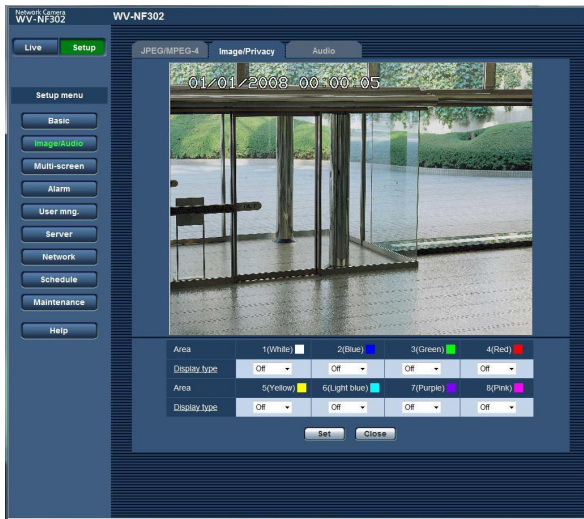 Network Camera
WV-NF302
WV-NF302
Live Setup
JPEG/MPEG-4 Image/Privacy Audio
01/01/2008 00:00:05
Setup menu
Basic
Image/Audio
Multi-screen
Alarm
User mng.
Server
Network
Schedule
Maintenance
Help
Area 1(White) 2(Blue) 3(Green) 4(Red)
Display type Off Off Off Off
Area 5(Yellow) 6(Light blue) 7(Purple) 8(Pink)
Display type Off Off Off Off
Set Close